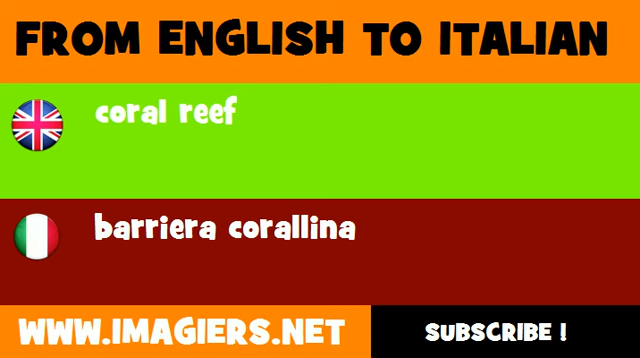 FROM ENGLISH TO ITALIAN
coral reef
barriera corallina
WWW.IMAGIERS.NET
SUBSCRIBE !